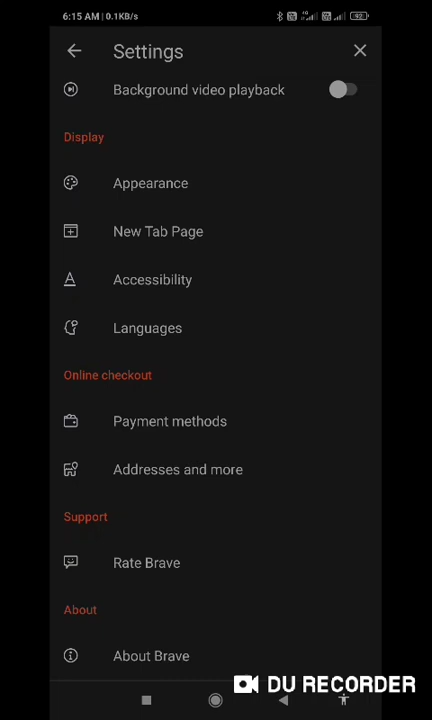 6:15 AM | 0.1KB/s
92
Settings
Background video playback
Display
Appearance
New Tab Page
Accessibility
Languages
Online checkout
Payment methods
Addresses and more
Support
Rate Brave
About
About Brave
DU RECORDER